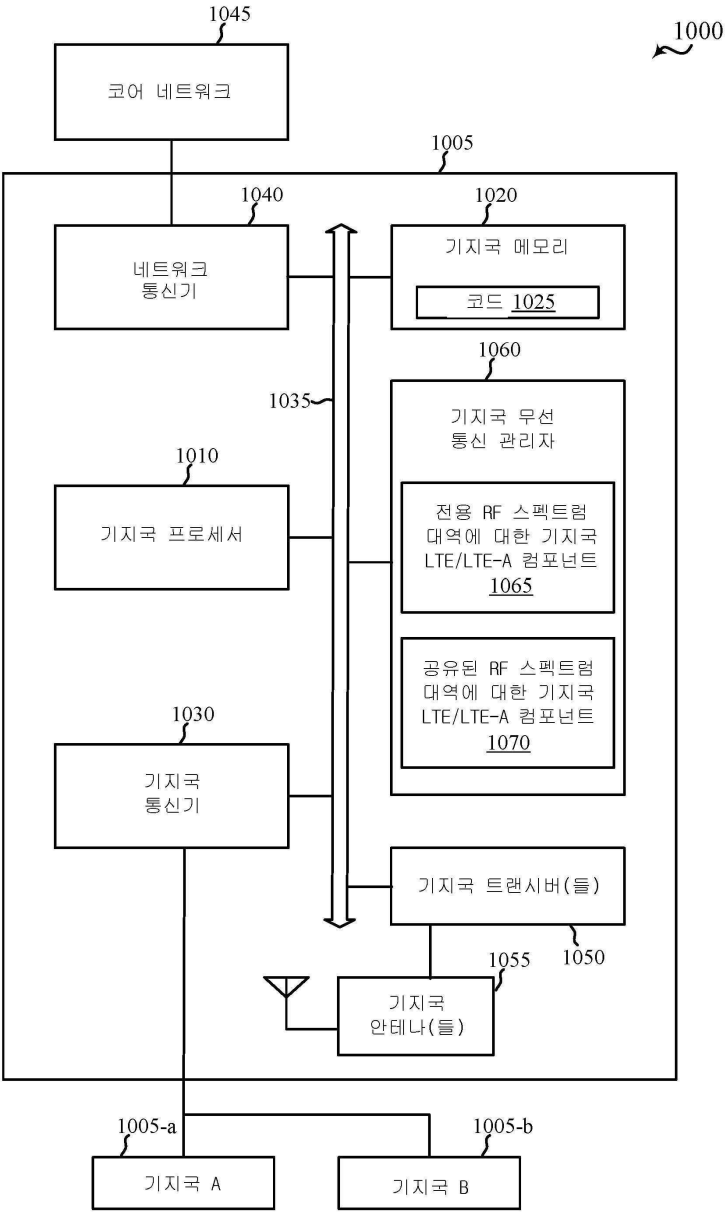 1045
1000
코어 네트워크
1005
1040
1020
네트워크
통신기
기지국 메모리
코드 1025
1035
1060
기지국 무선
통신 관리자
1010
기지국 프로세서
전용 RF 스펙트럼
대역에 대한 기지국
LTE/LTE-A 컴포넌트
1065
공유된 RF 스펙트럼
대역에 대한 기지국
LTE/LTE-A 컴포넌트
1070
1030
기지국
통신기
기지국 트랜시버(들)
1050
1055
기지국
안테나(들)
1005-a
1005-b
기지국 A
기지국 B